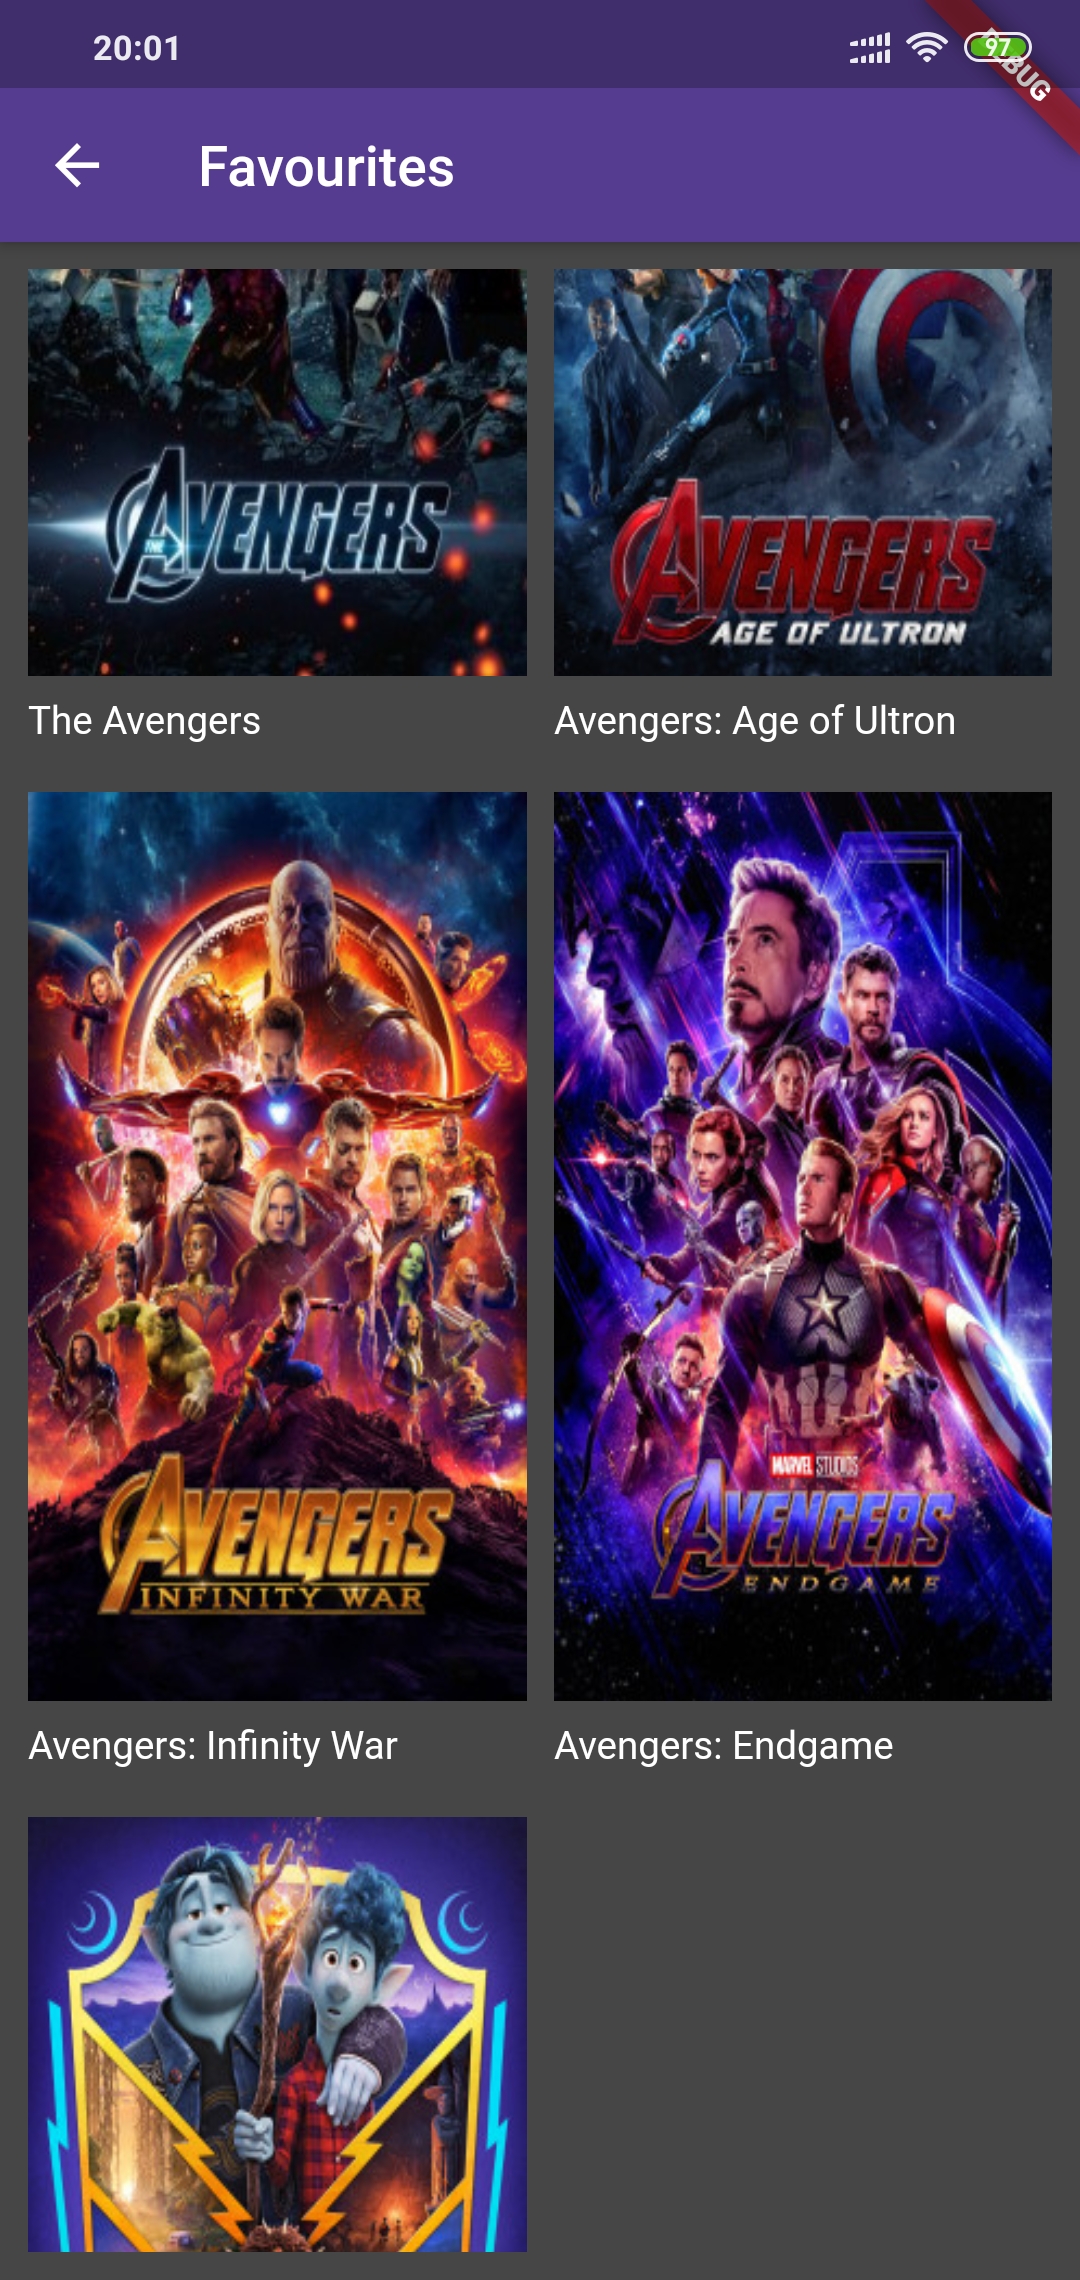 20:01
97
DEBUG
Favourites
THE
AVENGERS
AVENGERS
AGE OF ULTRON
The Avengers
Avengers: Age of Ultron
AVENGERS
INFINITY WAR
MARVEL STUDIOS
AVENGERS
ENDGAME
Avengers: Infinity War
Avengers: Endgame